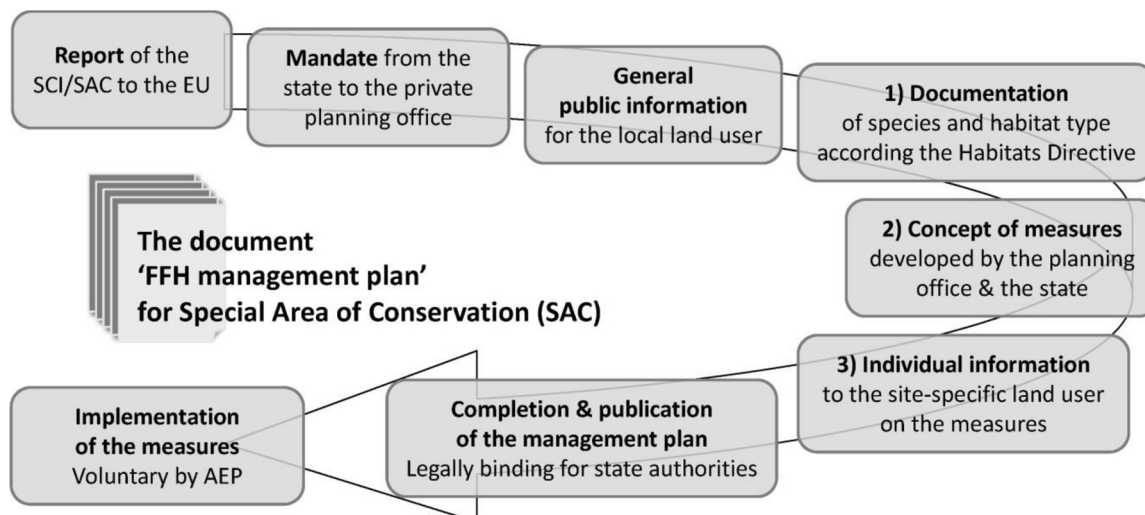 Report of the
SCI/SAC to the EU
Mandate from the
state to the private
planning office
General
public information
for the local land user
1) Documentation
of species and habitat type
according the Habitats Directive
2) Concept of measures
developed by the planning
office & the state
3) Individual information
to the site-specific land user
on the measures
Completion & publication
of the management plan
Legally binding for state authorities
Implementation
of the measures
Voluntary by AEP
The document
‘FFH management plan’
for Special Area of Conservation (SAC)